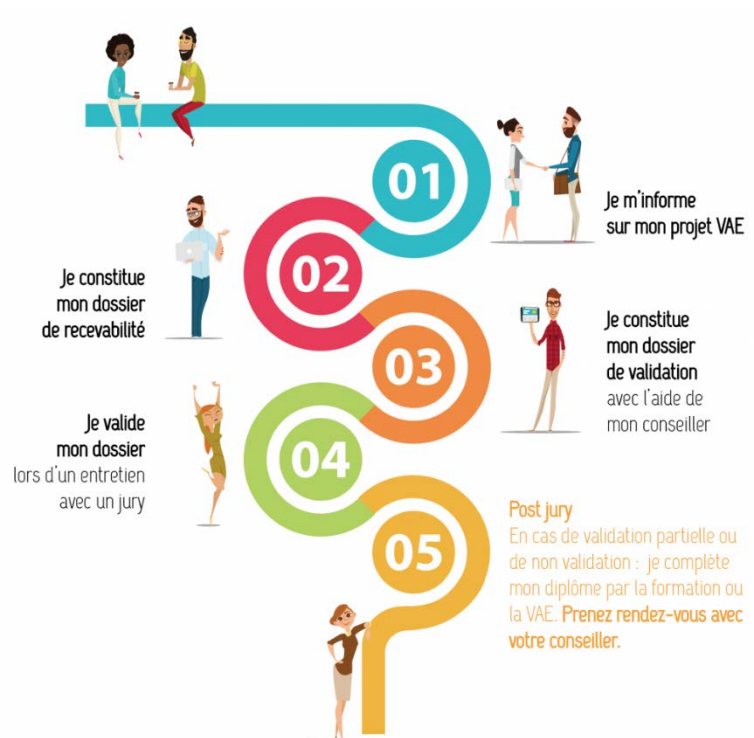 01
Je m'informe
sur mon projet VAE
02
Je constitue
mon dossier
de recevabilité
03
Je constitue
mon dossier
de validation
avec l'aide de
mon conseiller
04
Je valide
mon dossier
lors d'un entretien
avec un jury
05
Post jury
En cas de validation partielle ou
de non validation : je complète
mon diplôme par la formation ou
la VAE. Prenez rendez-vous avec
votre conseiller.